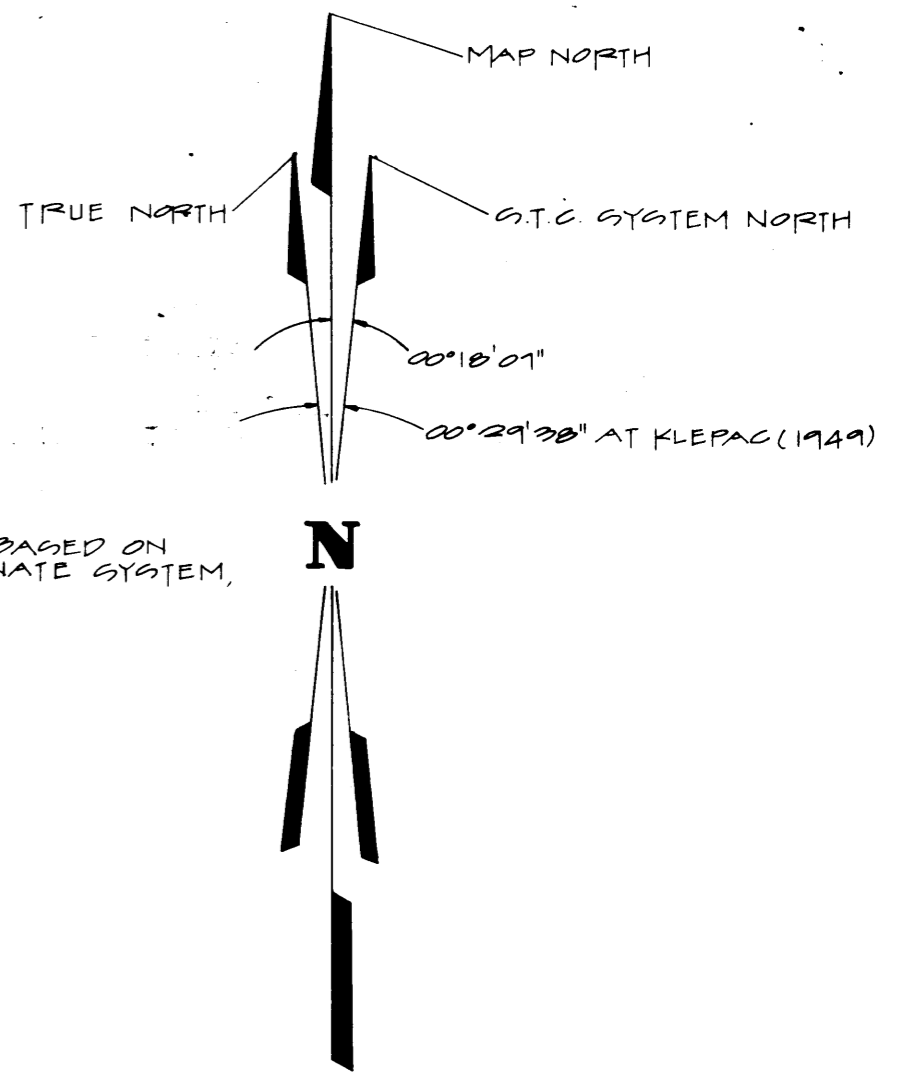 MAP NORTH
TRUE NORTH
S.T.C. SYSTEM NORTH
00°18'07"
00°29'38" AT KLEPAC (1949)
BASED ON
NATE SYSTEM,
N